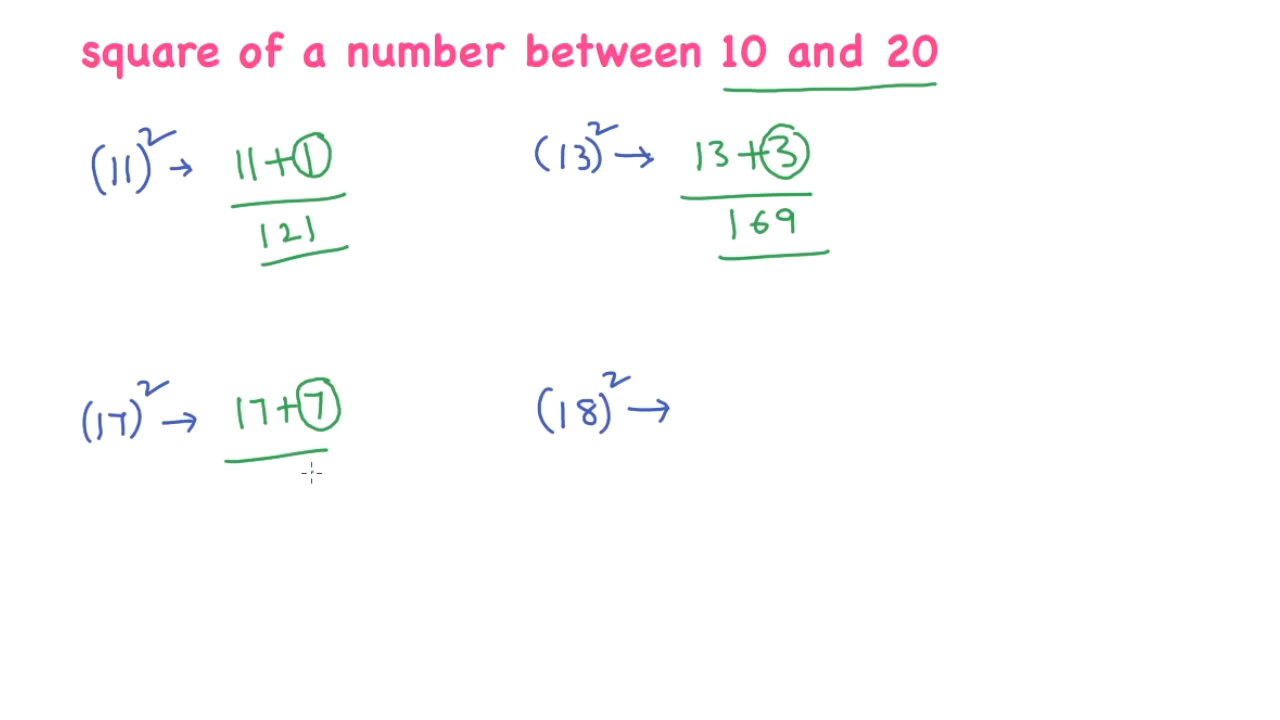 square of a number between 10 and 20
(11)² → 11+1
121
(13)² → 13+3
169
(17)² → 17+7
(18)² →